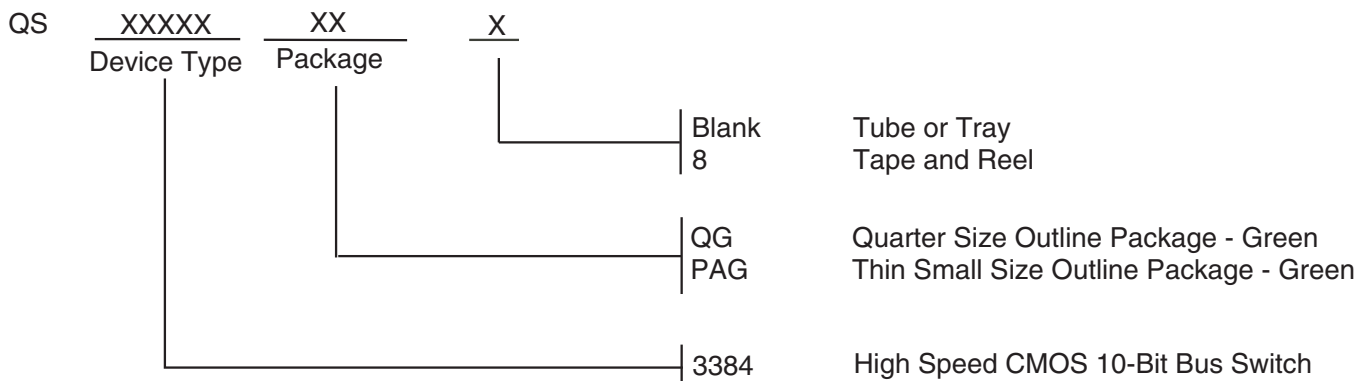 QS XXXXX XX X
Device Type Package
Blank Tube or Tray
8 Tape and Reel
QG Quarter Size Outline Package - Green
PAG Thin Small Size Outline Package - Green
3384 High Speed CMOS 10-Bit Bus Switch